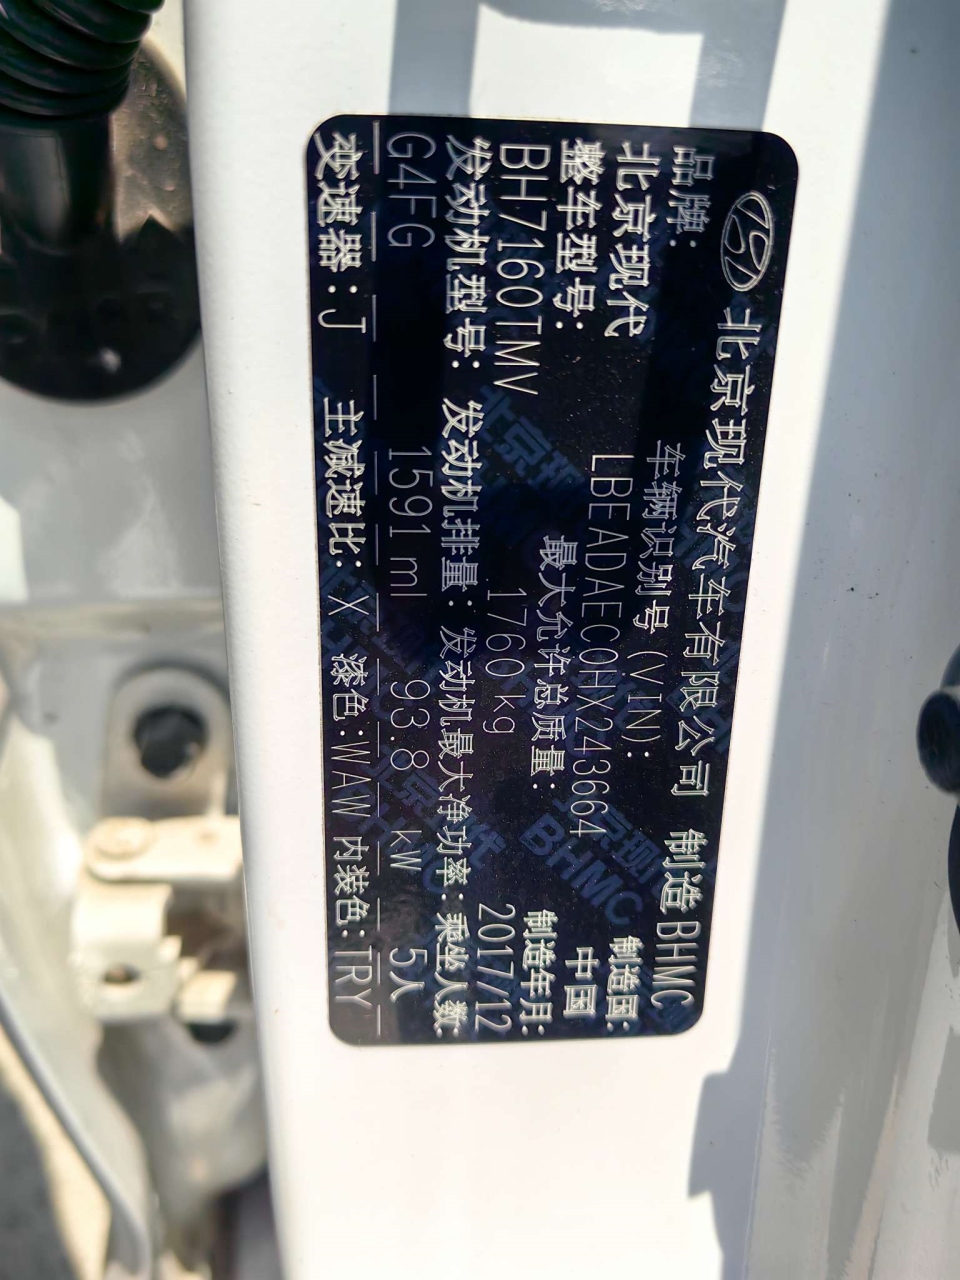 北京现代汽车有限公司 制造 BHMC
品牌: 车辆识别号(VIN): 制造国:
北京现代 LBEADAEC0HX243664 中国
整车型号: 最大允许总质量: 制造年月:
BH7160TMV 1760kg 2017/12
发动机型号: 发动机排量: 发动机最大净功率: 乘坐人数:
G4FG 1591 ml 93.8 kW 5人
变速器:J 主减速比:X 漆色:WAW 内装色:TRY